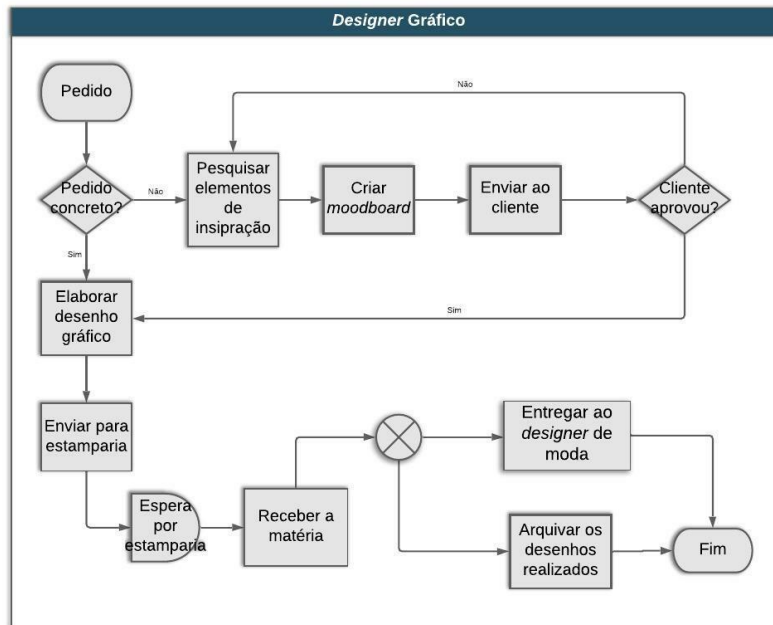 Designer Gráfico
Pedido
Pedido
concreto?
Não
Sim
Pesquisar
elementos
de
insipração
Criar
moodboard
Enviar ao
cliente
Cliente
aprovou?
Não
Sim
Elaborar
desenho
gráfico
Enviar para
estamparia
Espera
por
estamparia
Receber a
matéria
Entregar ao
designer de
moda
Arquivar os
desenhos
realizados
Fim